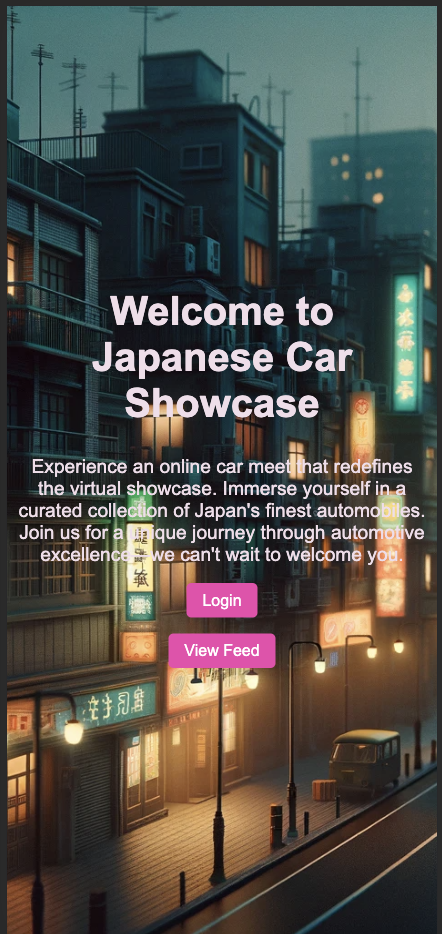 Welcome to
Japanese Car
Showcase
Experience an online car meet that redefines
the virtual showcase. Immerse yourself in a
curated collection of Japan's finest automobiles.
Join us for a unique journey through automotive
excellence - we can't wait to welcome you.
Login
View Feed